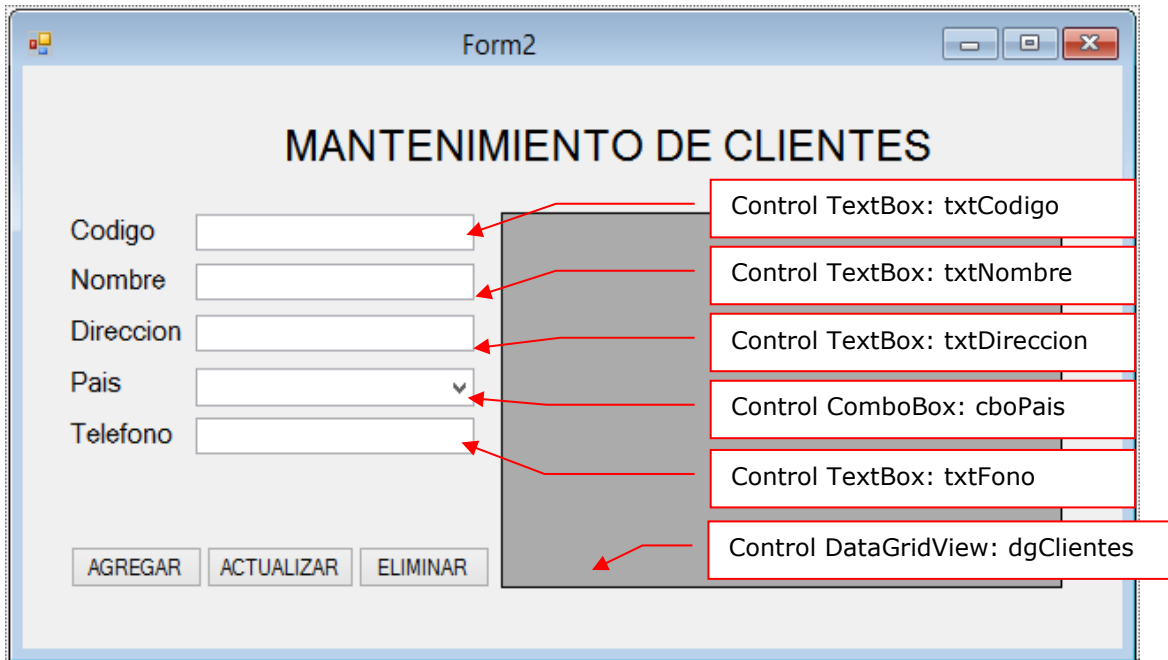 Form2
MANTENIMIENTO DE CLIENTES
Codigo
Control TextBox: txtCodigo
Nombre
Control TextBox: txtNombre
Direccion
Control TextBox: txtDireccion
Pais
Control ComboBox: cboPais
Telefono
Control TextBox: txtFono
Control DataGridView: dgClientes
AGREGAR ACTUALIZAR ELIMINAR